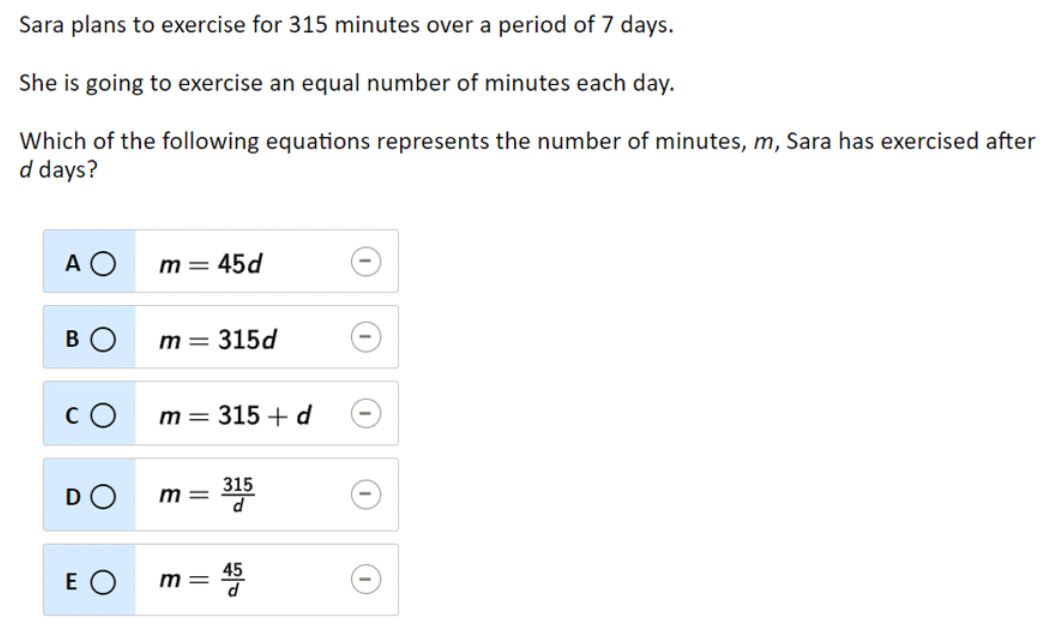 Sara plans to exercise for 315 minutes over a period of 7 days.
She is going to exercise an equal number of minutes each day.
Which of the following equations represents the number of minutes, m, Sara has exercised after
d days?
A m = 45d
B m = 315d
C m = 315 + d
D m = 315/d
E m = 45/d